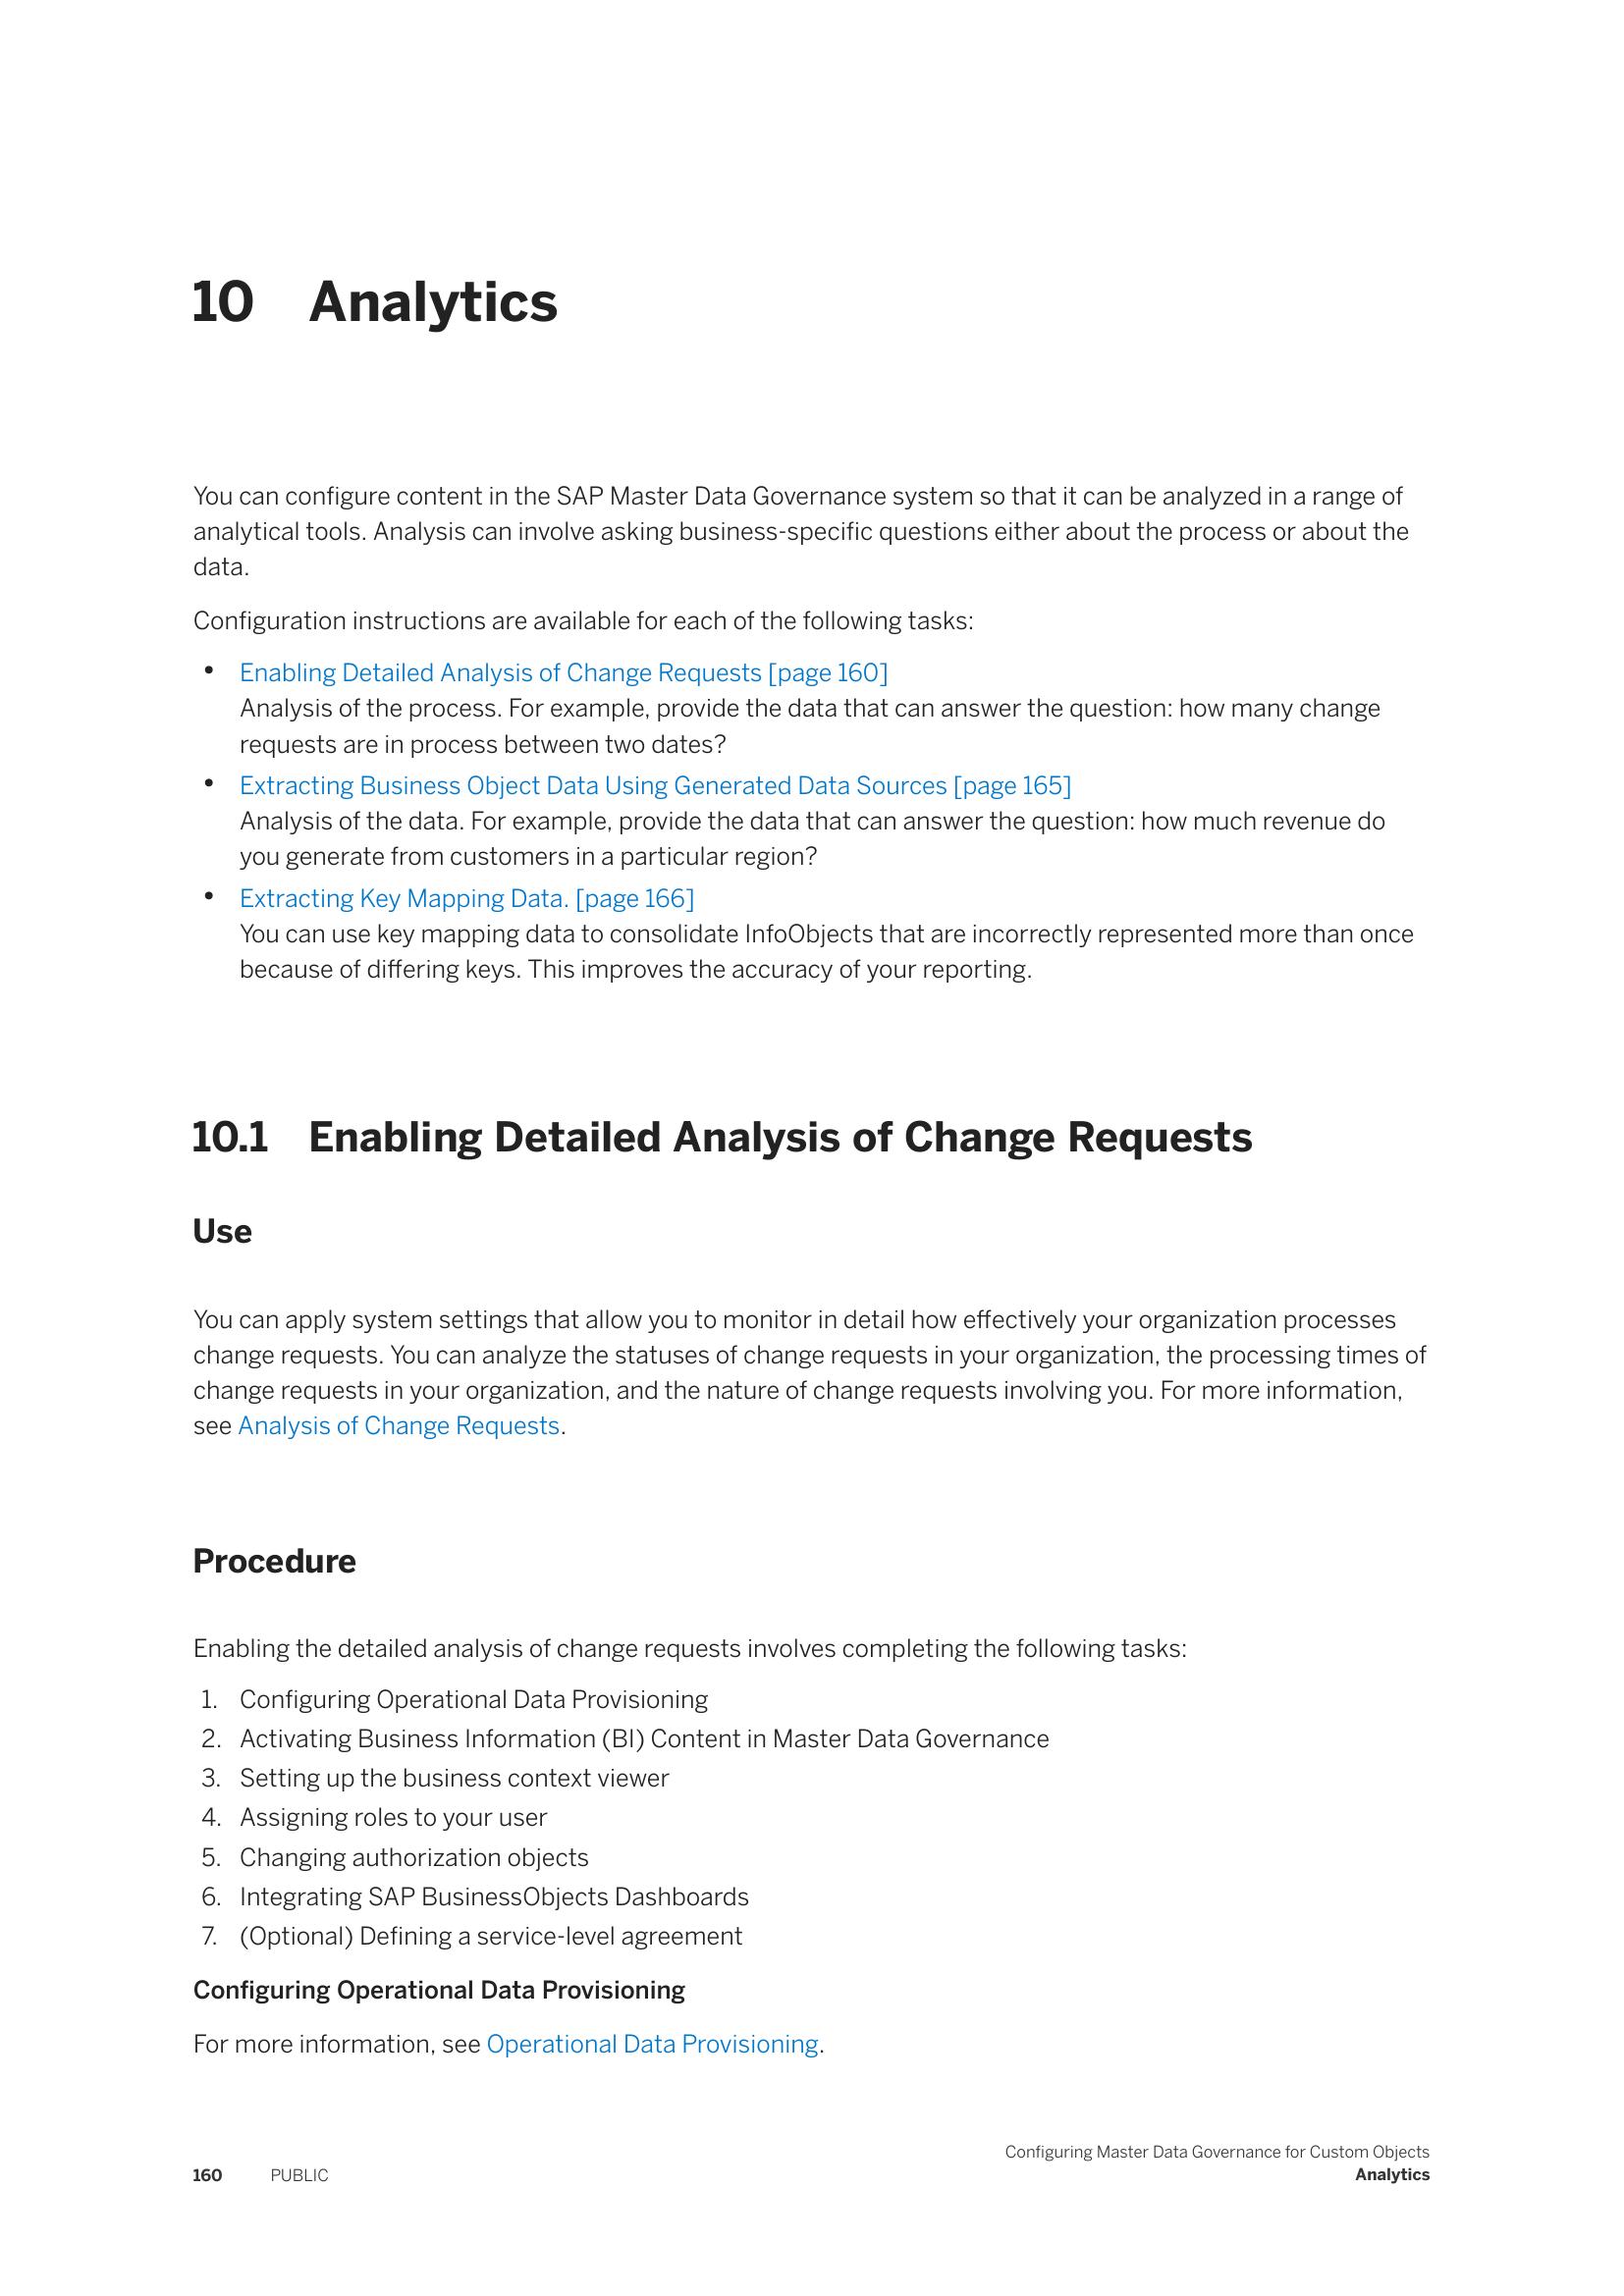 10 Analytics
You can configure content in the SAP Master Data Governance system so that it can be analyzed in a range of
analytical tools. Analysis can involve asking business-specific questions either about the process or about the
data.
Configuration instructions are available for each of the following tasks:
• Enabling Detailed Analysis of Change Requests [page 160]
Analysis of the process. For example, provide the data that can answer the question: how many change
requests are in process between two dates?
• Extracting Business Object Data Using Generated Data Sources [page 165]
Analysis of the data. For example, provide the data that can answer the question: how much revenue do
you generate from customers in a particular region?
• Extracting Key Mapping Data. [page 166]
You can use key mapping data to consolidate InfoObjects that are incorrectly represented more than once
because of differing keys. This improves the accuracy of your reporting.
10.1 Enabling Detailed Analysis of Change Requests
Use
You can apply system settings that allow you to monitor in detail how effectively your organization processes
change requests. You can analyze the statuses of change requests in your organization, the processing times of
change requests in your organization, and the nature of change requests involving you. For more information,
see Analysis of Change Requests.
Procedure
Enabling the detailed analysis of change requests involves completing the following tasks:
1. Configuring Operational Data Provisioning
2. Activating Business Information (BI) Content in Master Data Governance
3. Setting up the business context viewer
4. Assigning roles to your user
5. Changing authorization objects
6. Integrating SAP BusinessObjects Dashboards
7. (Optional) Defining a service-level agreement
Configuring Operational Data Provisioning
For more information, see Operational Data Provisioning.
Configuring Master Data Governance for Custom Objects
160 PUBLIC Analytics